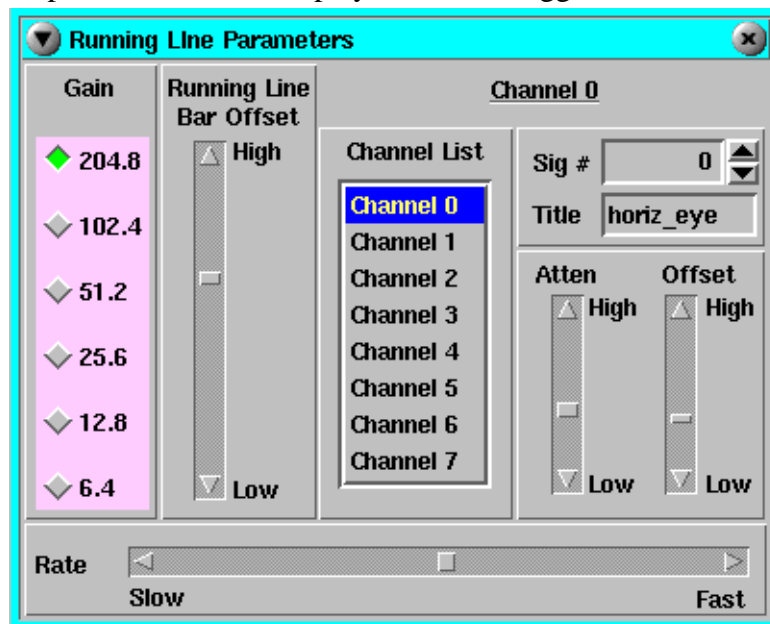 Running LIne Parameters
Gain
204.8
102.4
51.2
25.6
12.8
6.4
Running Line
Bar Offset
High
Low
Channel 0
Channel List
Channel 0
Channel 1
Channel 2
Channel 3
Channel 4
Channel 5
Channel 6
Channel 7
Sig # 0
Title horiz_eye
Atten Offset
High High
Low Low
Rate
Slow Fast